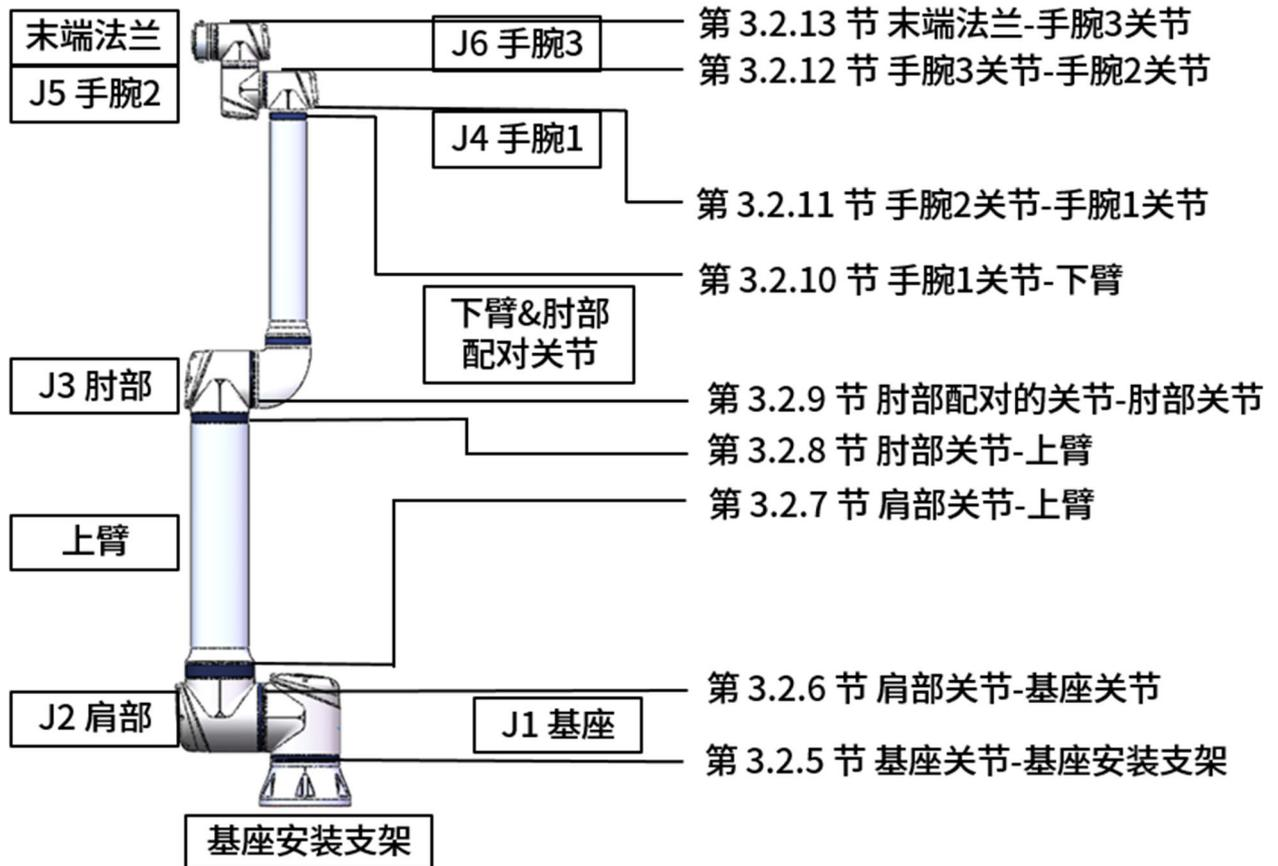 末端法兰
J6 手腕3
第 3.2.13 节 末端法兰-手腕3关节
J5 手腕2
第 3.2.12 节 手腕3关节-手腕2关节
J4 手腕1
第 3.2.11 节 手腕2关节-手腕1关节
第 3.2.10 节 手腕1关节-下臂
下臂&肘部
配对关节
J3 肘部
第 3.2.9 节 肘部配对的关节-肘部关节
第 3.2.8 节 肘部关节-上臂
第 3.2.7 节 肩部关节-上臂
上臂
第 3.2.6 节 肩部关节-基座关节
J2 肩部
J1 基座
第 3.2.5 节 基座关节-基座安装支架
基座安装支架